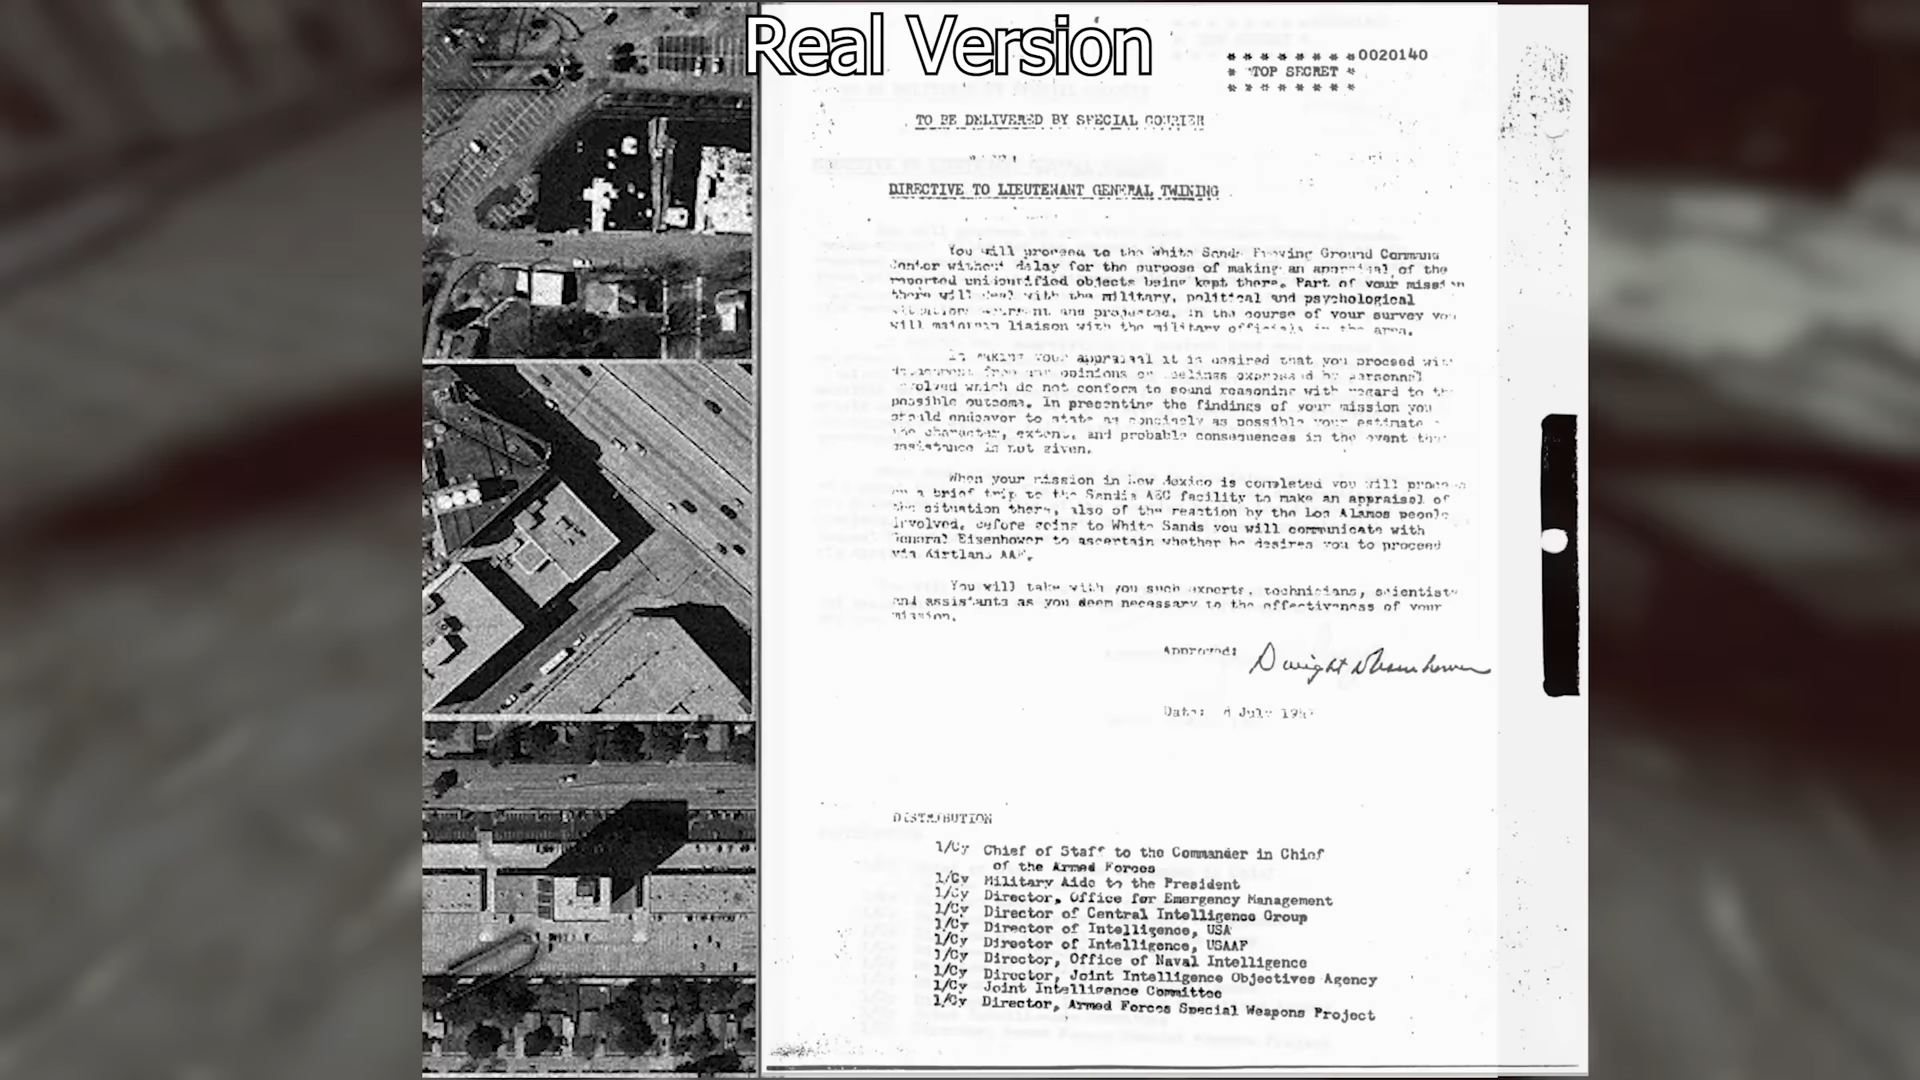 Real Version
0020140
TOP SECRET
TO BE DELIVERED BY SPECIAL COURIER
DIRECTIVE TO LIEUTENANT GENERAL TWINING
You will proceed to the White Sands Proving Ground Command
Center without delay for the purpose of making an appraisal of the
reported unidentified objects being kept there. Part of your mission
there will deal with the military, political and psychological
and projected. In the course of your survey you
will maintain liaison with the military officials in the area.
In making your appraisal it is desired that you proceed with
detachment from any opinions or feelings expressed by personnel
involved which do not conform to sound reasoning with regard to the
possible outcome. In presenting the findings of your mission you
should endeavor to state as concisely as possible your estimate
the character, extent, and probable consequences in the event that
assistance is not given.
When your mission in New Mexico is completed you will proceed
on a brief trip to the Sandia AEC facility to make an appraisal of
the situation there, also of the reaction by the Los Alamos people
involved. Before going to White Sands you will communicate with
General Eisenhower to ascertain whether he desires you to proceed
via Kirtland AAF.
You will take with you such experts, technicians, scientists
and assistants as you deem necessary to the effectiveness of your
mission.
Approved: Dwight Eisenhower
Date: July
DISTRIBUTION
1/Cy Chief of Staff to the Commander in Chief
of the Armed Forces
1/Cy Military Aide to the President
1/Cy Director, Office for Emergency Management
1/Cy Director of Central Intelligence Group
1/Cy Director of Intelligence, USA
1/Cy Director of Intelligence, USAAF
1/Cy Director, Office of Naval Intelligence
1/Cy Director, Joint Intelligence Objectives Agency
1/Cy Joint Intelligence Committee
1/Cy Director, Armed Forces Special Weapons Project